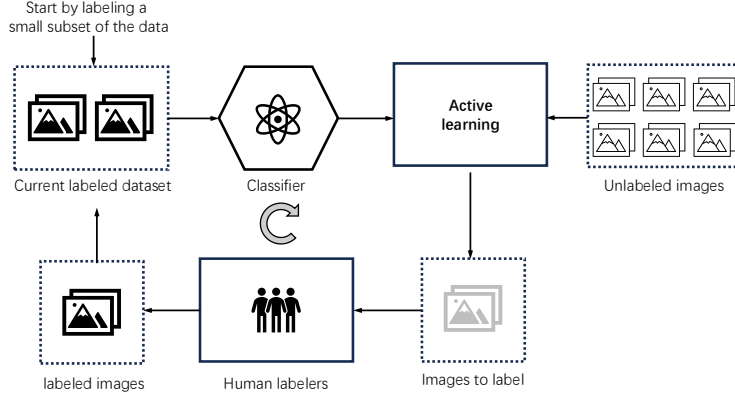 Start by labeling a
small subset of the data
Active
learning
Current labeled dataset
Classifier
Unlabeled images
labeled images
Human labelers
Images to label